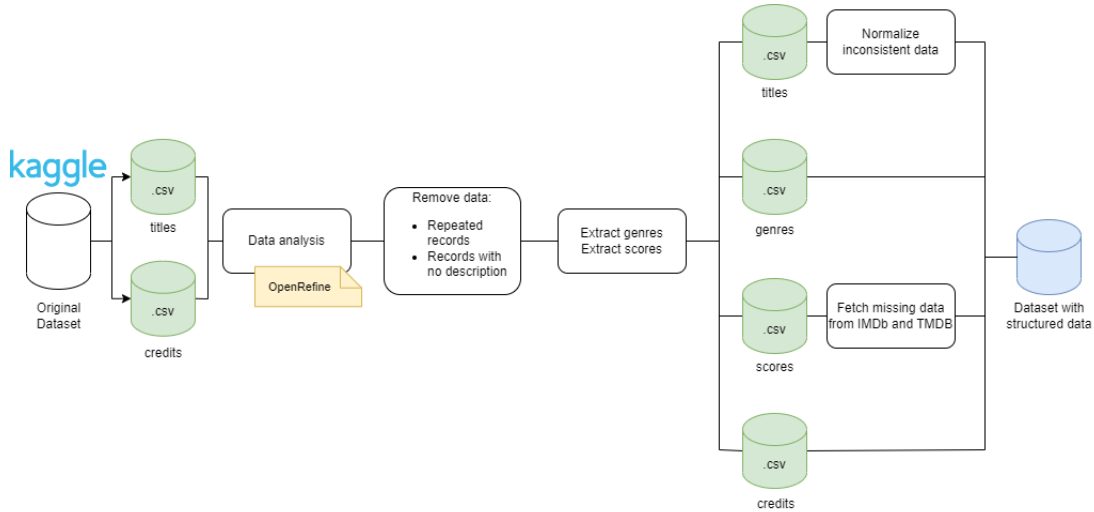 kaggle
Original
Dataset
.csv
titles
.csv
credits
Data analysis
OpenRefine
Remove data:
• Repeated
records
• Records with
no description
Extract genres
Extract scores
.csv
titles
Normalize
inconsistent data
.csv
genres
.csv
scores
Fetch missing data
from IMDb and TMDB
.csv
credits
Dataset with
structured data